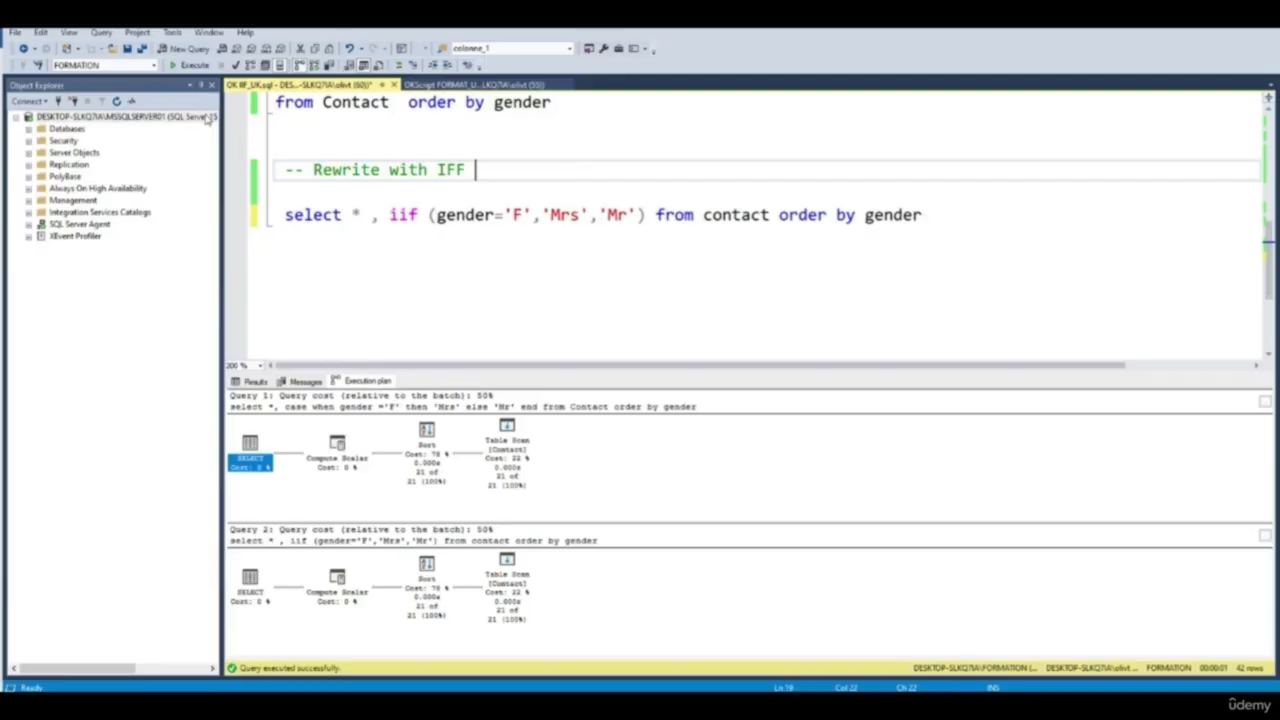 File Edit View Query Project Tools Window Help
New Query colonne_1
FORMATION Execute
Object Explorer
OK IIF_UK.sql - DES...-SLKQ7IA\olivt (60))* OKScript FORMAT_U...LKQ7IA\olivt (55))
Connect
DESKTOP-SLKQ7IA\MSSQLSERVER01 (SQL Server 15
Databases
Security
Server Objects
Replication
PolyBase
Always On High Availability
Management
Integration Services Catalogs
SQL Server Agent
XEvent Profiler
from Contact order by gender
-- Rewrite with IFF
select * , iif (gender='F','Mrs','Mr') from contact order by gender
200 %
Results Messages Execution plan
Query 1: Query cost (relative to the batch): 50%
select *, case when gender ='F' then 'Mrs' else 'Mr' end from Contact order by gender
SELECT
Cost: 0 %
Compute Scalar
Cost: 0 %
Sort
Cost: 78 %
0.000s
21 of
21 (100%)
Table Scan
[Contact]
Cost: 22 %
0.000s
21 of
21 (100%)
Query 2: Query cost (relative to the batch): 50%
select * , iif (gender='F','Mrs','Mr') from contact order by gender
SELECT
Cost: 0 %
Compute Scalar
Cost: 0 %
Sort
Cost: 78 %
0.000s
21 of
21 (100%)
Table Scan
[Contact]
Cost: 22 %
0.000s
21 of
21 (100%)
Query executed successfully. DESKTOP-SLKQ7IA\FORMATION (... DESKTOP-SLKQ7IA\olivt ... FORMATION 00:00:01 42 rows
Ready Ln 19 Col 22 Ch 22 INS
ûdemy